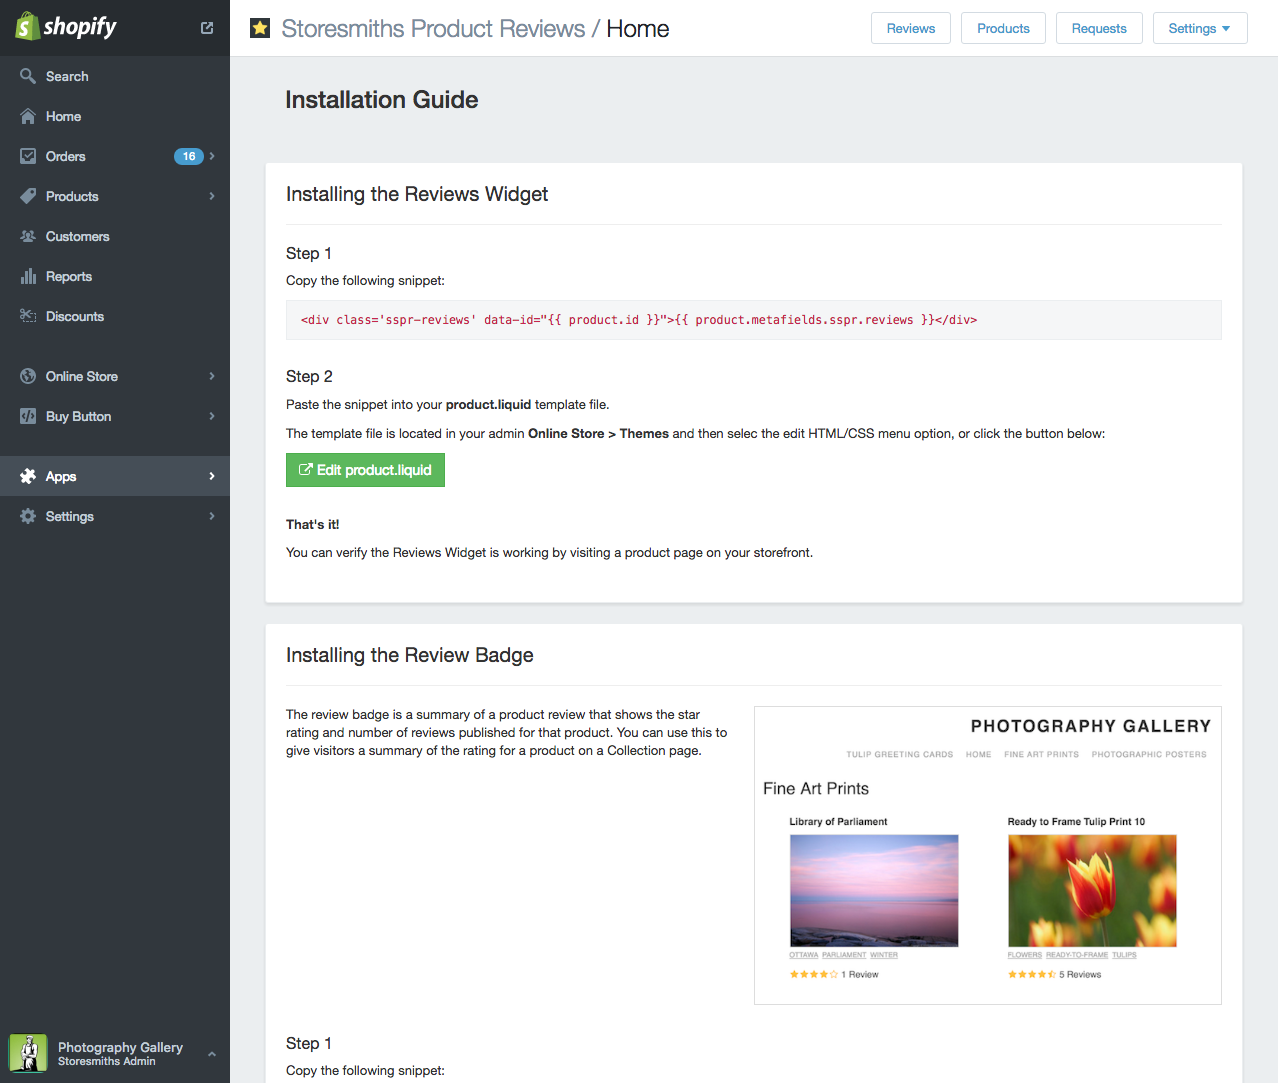 shopify
Search
Home
Orders 16
Products
Customers
Reports
Discounts
Online Store
Buy Button
Apps
Settings
Photography Gallery
Storesmiths Admin
Storesmiths Product Reviews / Home
Reviews
Products
Requests
Settings
Installation Guide
Installing the Reviews Widget
Step 1
Copy the following snippet:
<div class='sspr-reviews' data-id="{{ product.id }}">{{ product.metafields.sspr.reviews }}</div>
Step 2
Paste the snippet into your product.liquid template file.
The template file is located in your admin Online Store > Themes and then selec the edit HTML/CSS menu option, or click the button below:
Edit product.liquid
That's it!
You can verify the Reviews Widget is working by visiting a product page on your storefront.
Installing the Review Badge
The review badge is a summary of a product review that shows the star
rating and number of reviews published for that product. You can use this to
give visitors a summary of the rating for a product on a Collection page.
PHOTOGRAPHY GALLERY
TULIP GREETING CARDS HOME FINE ART PRINTS PHOTOGRAPHIC POSTERS
Fine Art Prints
Library of Parliament
OTTAWA PARLIAMENT WINTER
1 Review
Ready to Frame Tulip Print 10
FLOWERS READY-TO-FRAME TULIPS
5 Reviews
Step 1
Copy the following snippet: